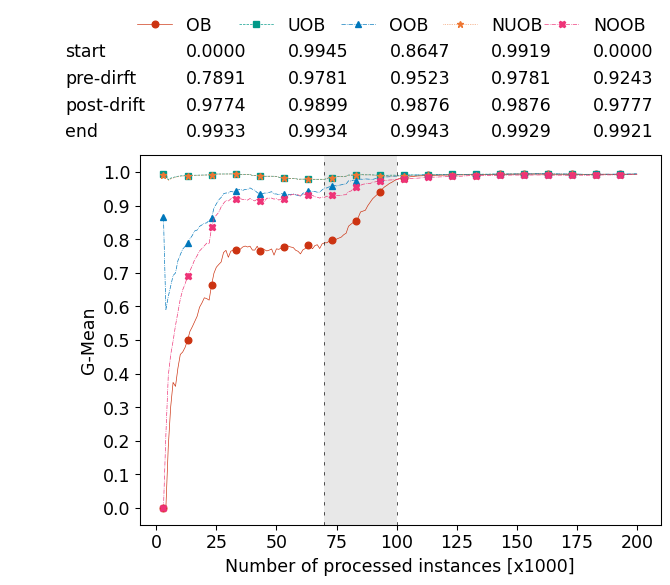 OB UOB OOB NUOB NOOB
start 0.0000 0.9945 0.8647 0.9919 0.0000
pre-dirft 0.7891 0.9781 0.9523 0.9781 0.9243
post-drift 0.9774 0.9899 0.9876 0.9876 0.9777
end 0.9933 0.9934 0.9943 0.9929 0.9921
1.0
0.9
0.8
0.7
0.6
0.5
0.4
0.3
0.2
0.1
0.0
G-Mean
0 25 50 75 100 125 150 175 200
Number of processed instances [x1000]